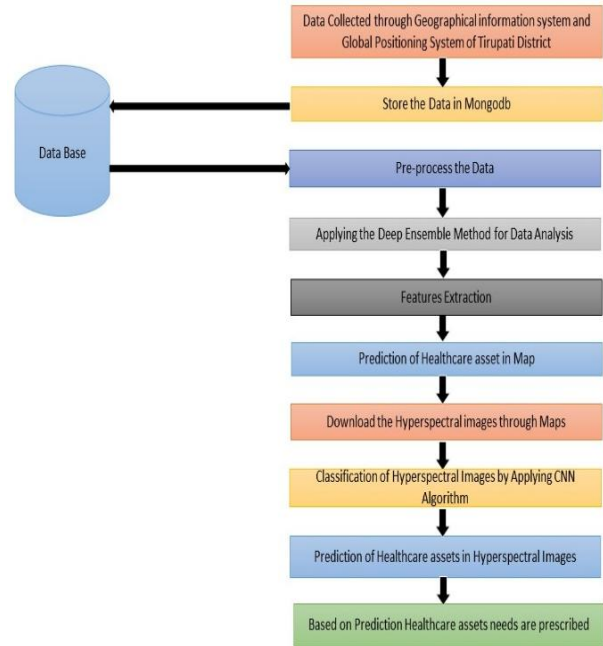 Data Collected through Geographical information system and
Global Positioning System of Tirupati District
Store the Data in Mongodb
Data Base
Pre-process the Data
Applying the Deep Ensemble Method for Data Analysis
Features Extraction
Prediction of Healthcare asset in Map
Download the Hyperspectral images through Maps
Classification of Hyperspectral Images by Applying CNN
Algorithm
Prediction of Healthcare assets in Hyperspectral Images
Based on Prediction Healthcare assets needs are prescribed